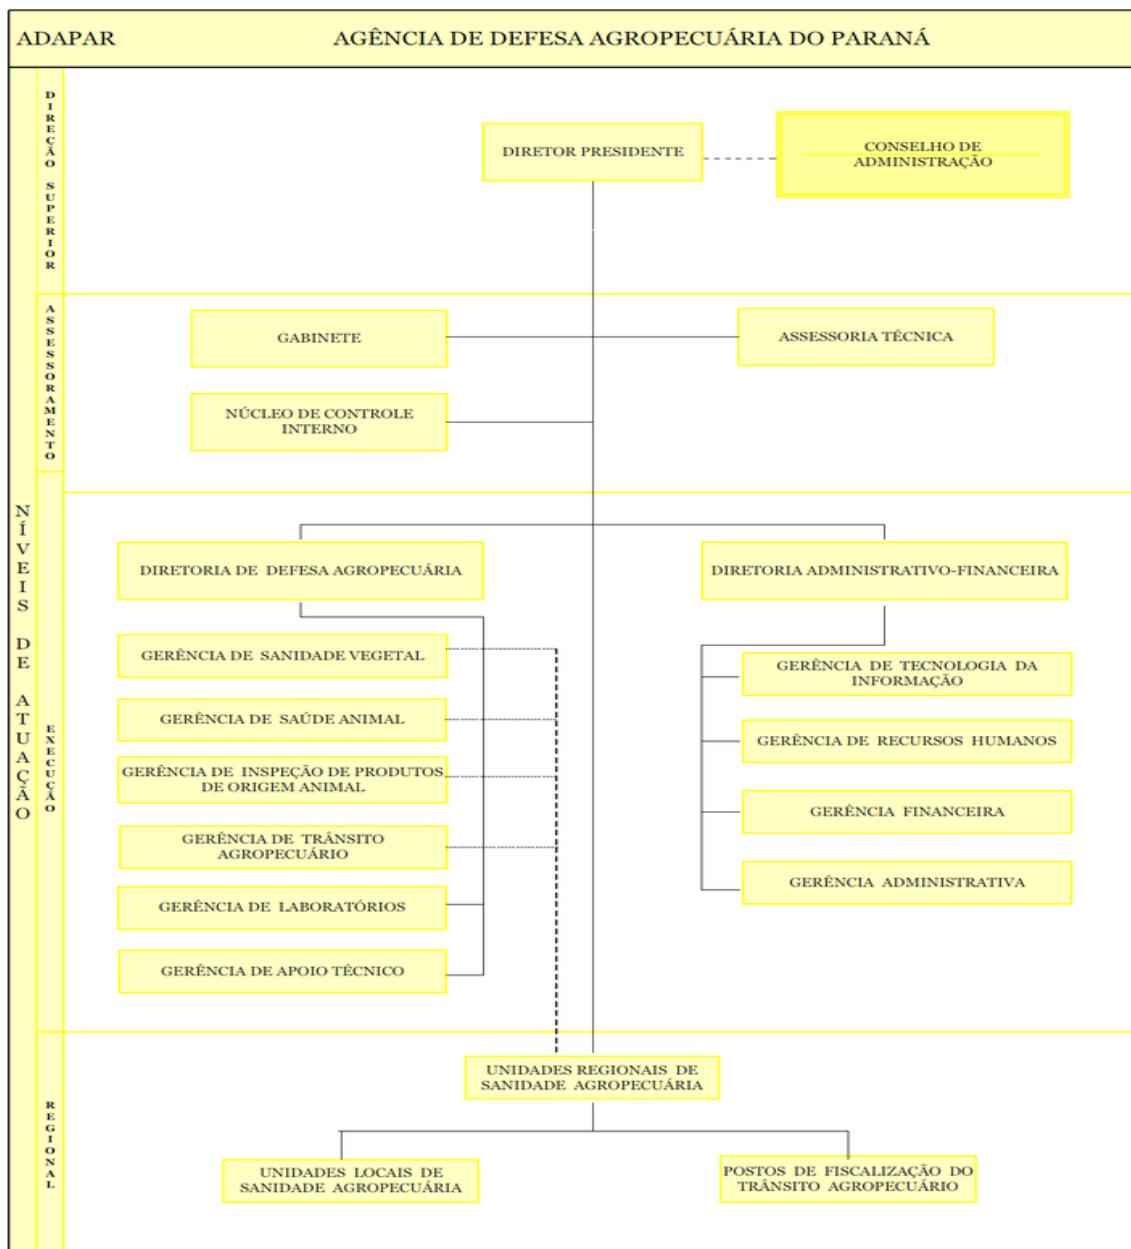 ADAPAR
AGÊNCIA DE DEFESA AGROPECUÁRIA DO PARANÁ
NÍVEIS DE ATUAÇÃO
DIREÇÃO SUPERIOR
DIRETOR PRESIDENTE
CONSELHO DE
ADMINISTRAÇÃO
ASSESSORAMENTO
GABINETE
ASSESSORIA TÉCNICA
NÚCLEO DE CONTROLE
INTERNO
EXECUÇÃO
DIRETORIA DE DEFESA AGROPECUÁRIA
DIRETORIA ADMINISTRATIVO-FINANCEIRA
GERÊNCIA DE SANIDADE VEGETAL
GERÊNCIA DE SAÚDE ANIMAL
GERÊNCIA DE INSPEÇÃO DE PRODUTOS
DE ORIGEM ANIMAL
GERÊNCIA DE TRÂNSITO
AGROPECUÁRIO
GERÊNCIA DE LABORATÓRIOS
GERÊNCIA DE APOIO TÉCNICO
GERÊNCIA DE TECNOLOGIA DA
INFORMAÇÃO
GERÊNCIA DE RECURSOS HUMANOS
GERÊNCIA FINANCEIRA
GERÊNCIA ADMINISTRATIVA
REGIONAL
UNIDADES REGIONAIS DE
SANIDADE AGROPECUÁRIA
UNIDADES LOCAIS DE
SANIDADE AGROPECUÁRIA
POSTOS DE FISCALIZAÇÃO DO
TRÂNSITO AGROPECUÁRIO